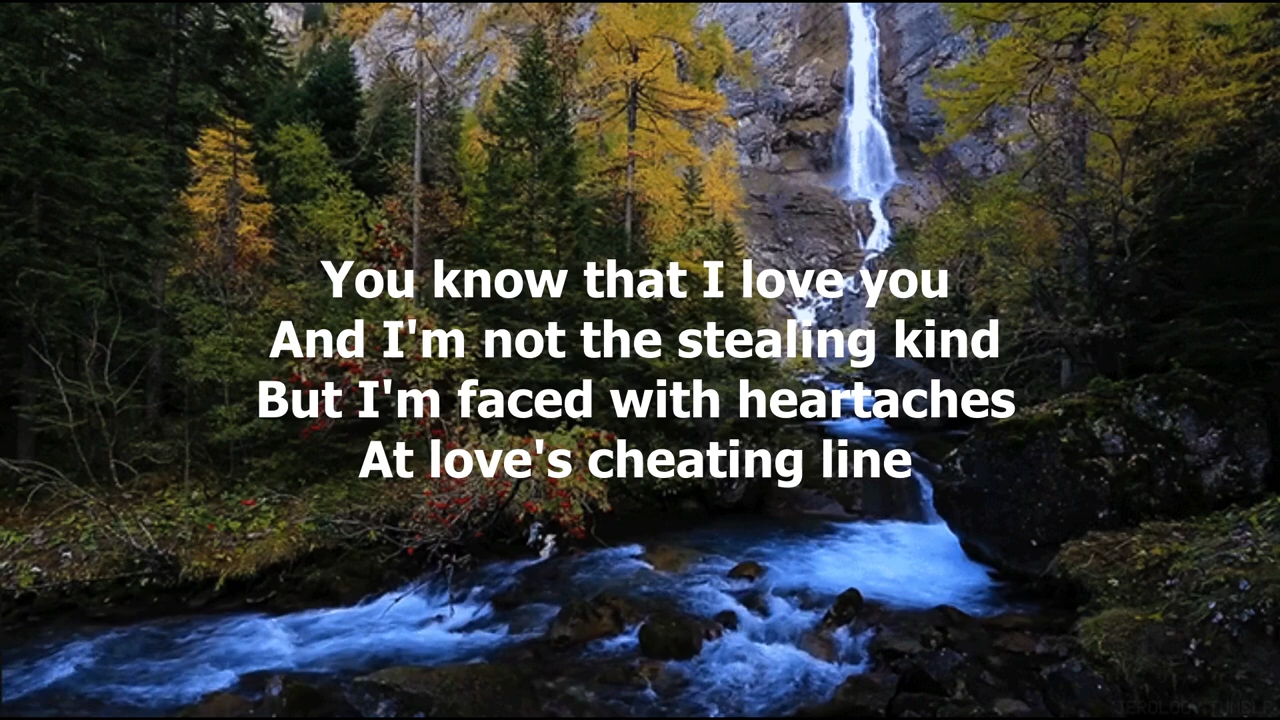 You know that I love you
And I'm not the stealing kind
But I'm faced with heartaches
At love's cheating line